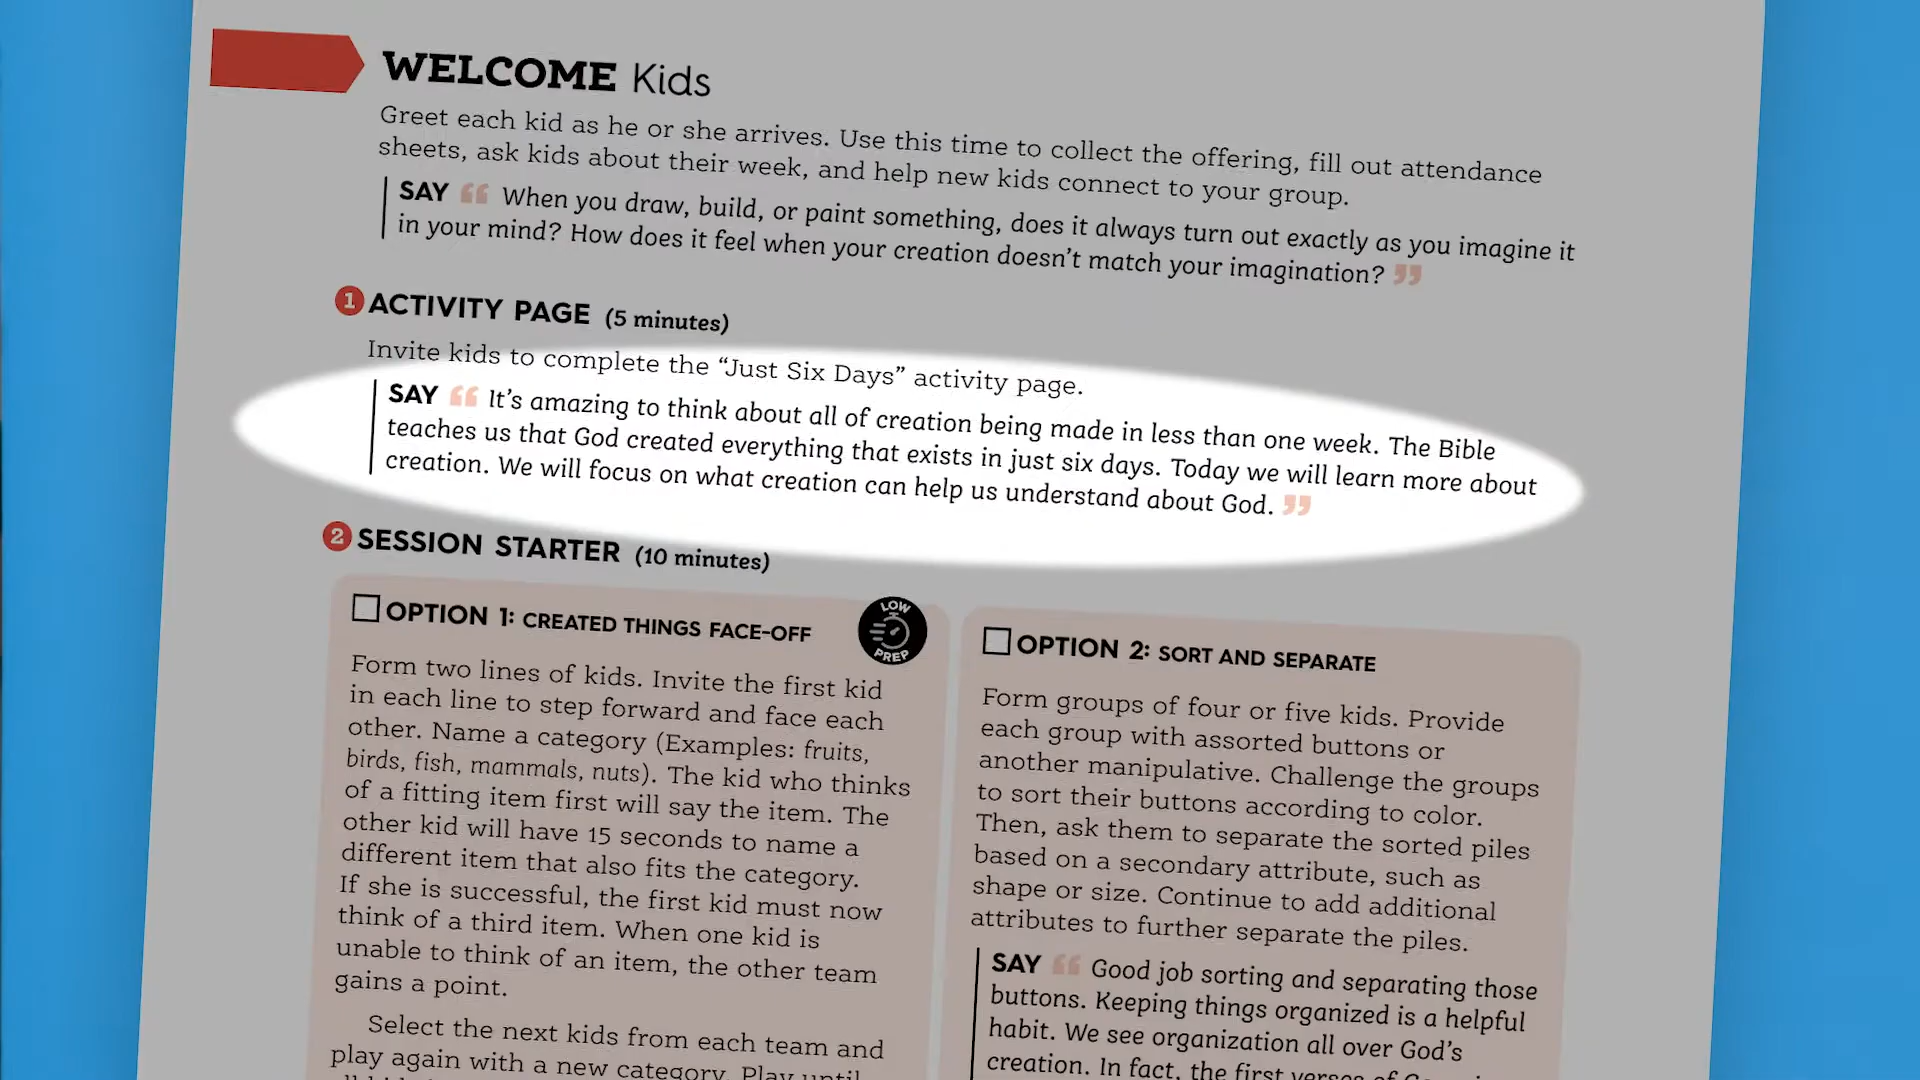 WELCOME Kids
Greet each kid as he or she arrives. Use this time to collect the offering, fill out attendance
sheets, ask kids about their week, and help new kids connect to your group.
SAY “ When you draw, build, or paint something, does it always turn out exactly as you imagine it
in your mind? How does it feel when your creation doesn’t match your imagination? ”
1 ACTIVITY PAGE (5 minutes)
Invite kids to complete the “Just Six Days” activity page.
SAY “ It’s amazing to think about all of creation being made in less than one week. The Bible
teaches us that God created everything that exists in just six days. Today we will learn more about
creation. We will focus on what creation can help us understand about God. ”
2 SESSION STARTER (10 minutes)
OPTION 1: CREATED THINGS FACE-OFF
LOW
PREP
Form two lines of kids. Invite the first kid
in each line to step forward and face each
other. Name a category (Examples: fruits,
birds, fish, mammals, nuts). The kid who thinks
of a fitting item first will say the item. The
other kid will have 15 seconds to name a
different item that also fits the category.
If she is successful, the first kid must now
think of a third item. When one kid is
unable to think of an item, the other team
gains a point.
Select the next kids from each team and
play again with a new category. Play until
OPTION 2: SORT AND SEPARATE
Form groups of four or five kids. Provide
each group with assorted buttons or
another manipulative. Challenge the groups
to sort their buttons according to color.
Then, ask them to separate the sorted piles
based on a secondary attribute, such as
shape or size. Continue to add additional
attributes to further separate the piles.
SAY “ Good job sorting and separating those
buttons. Keeping things organized is a helpful
habit. We see organization all over God’s
creation. In fact, the first verses of